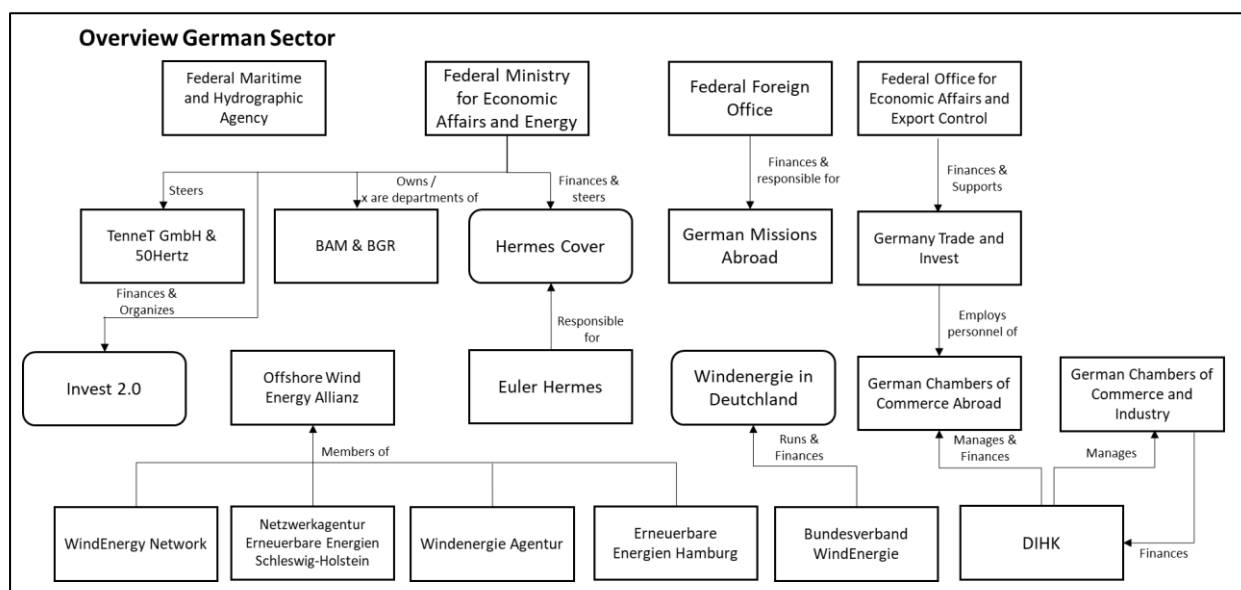 Overview German Sector
Federal Maritime
and Hydrographic
Agency
Federal Ministry
for Economic
Affairs and Energy
Federal Foreign
Office
Federal Office for
Economic Affairs and
Export Control
Steers
Owns /
x are departments of
Finances &
steers
Finances &
responsible for
Finances &
Supports
TenneT GmbH &
50Hertz
BAM & BGR
Hermes Cover
German Missions
Abroad
Germany Trade and
Invest
Finances &
Organizes
Responsible
for
Employs
personnel of
Invest 2.0
Offshore Wind
Energy Allianz
Euler Hermes
Windenergie in
Deutchland
German Chambers of
Commerce Abroad
German Chambers of
Commerce and
Industry
Members of
Runs &
Finances
Manages &
Finances
Manages
WindEnergy Network
Netzwerkagentur
Erneuerbare Energien
Schleswig-Holstein
Windenergie Agentur
Erneuerbare
Energien Hamburg
Bundesverband
WindEnergie
DIHK
Finances